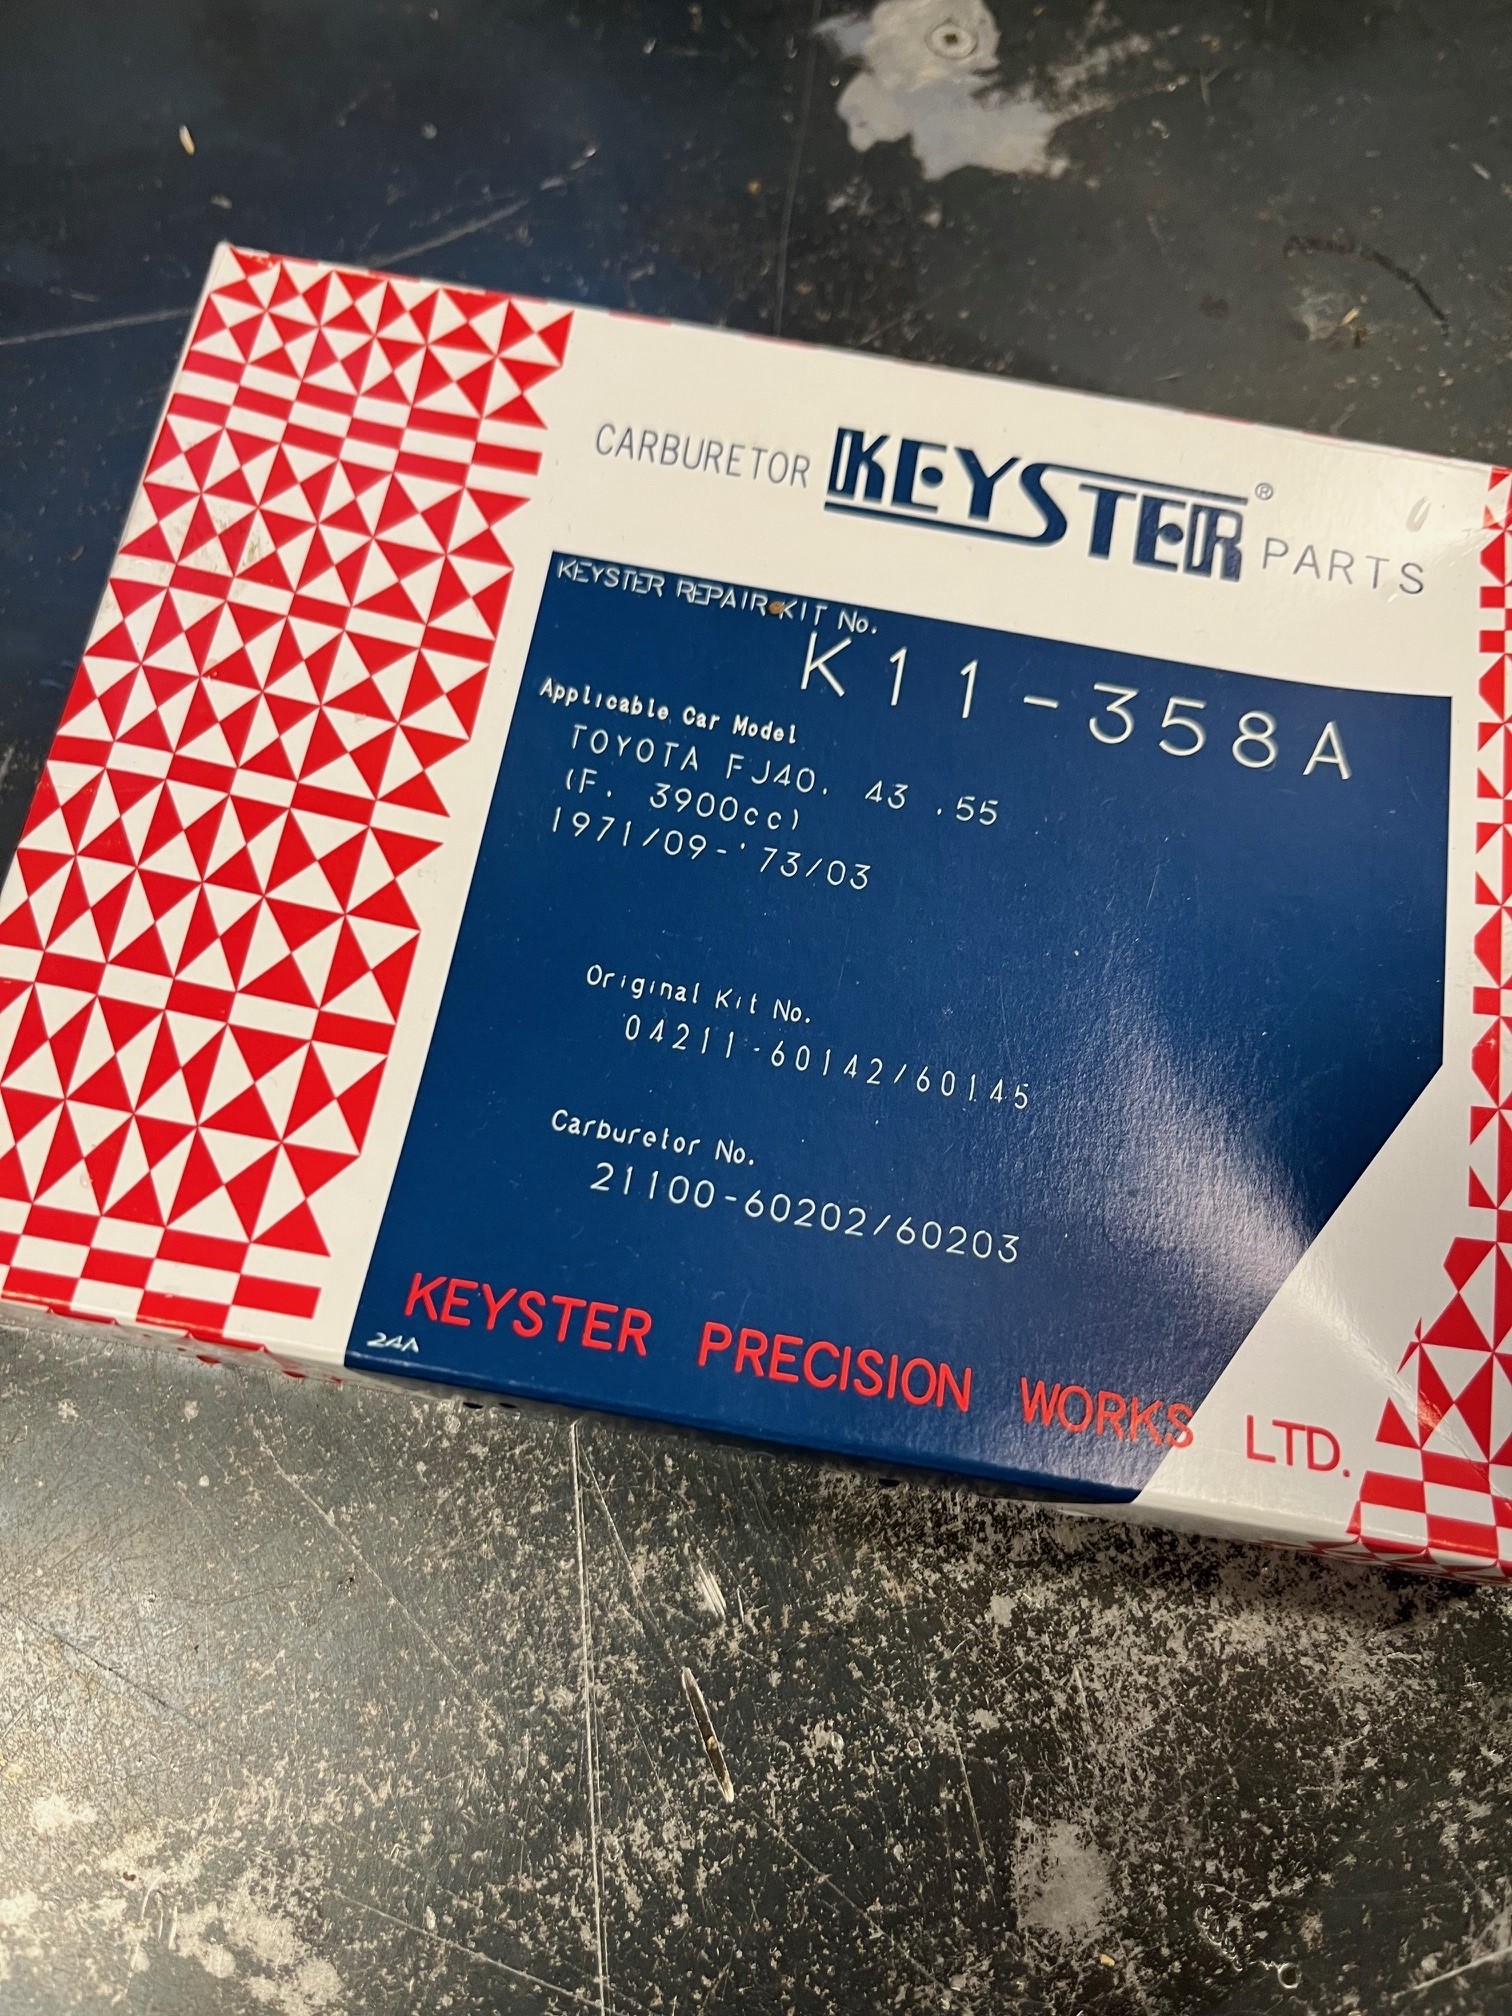 CARBURETOR KEYSTER® PARTS
KEYSTER REPAIR KIT No.
K11-358A
Applicable Car Model
TOYOTA FJ40. 43 .55
(F. 3900cc)
1971/09-'73/03
Original Kit No.
04211-60142/60145
Carburetor No.
21100-60202/60203
KEYSTER PRECISION WORKS LTD.
24A